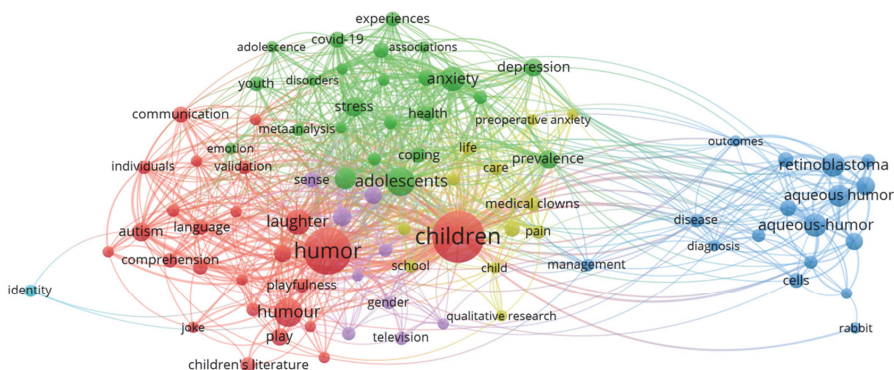 experiences
covid-19
adolescence
associations
depression
disorders
anxiety
youth
stress
health
communication
preoperative anxiety
metaanalysis
outcomes
emotion
life
coping
prevalence
retinoblastoma
individuals
validation
care
sense
adolescents
aqueous humor
medical clowns
laughter
disease
aqueous-humor
language
autism
children
pain
humor
diagnosis
comprehension
school
child
management
cells
playfulness
identity
gender
humour
qualitative research
joke
play
television
rabbit
children's literature